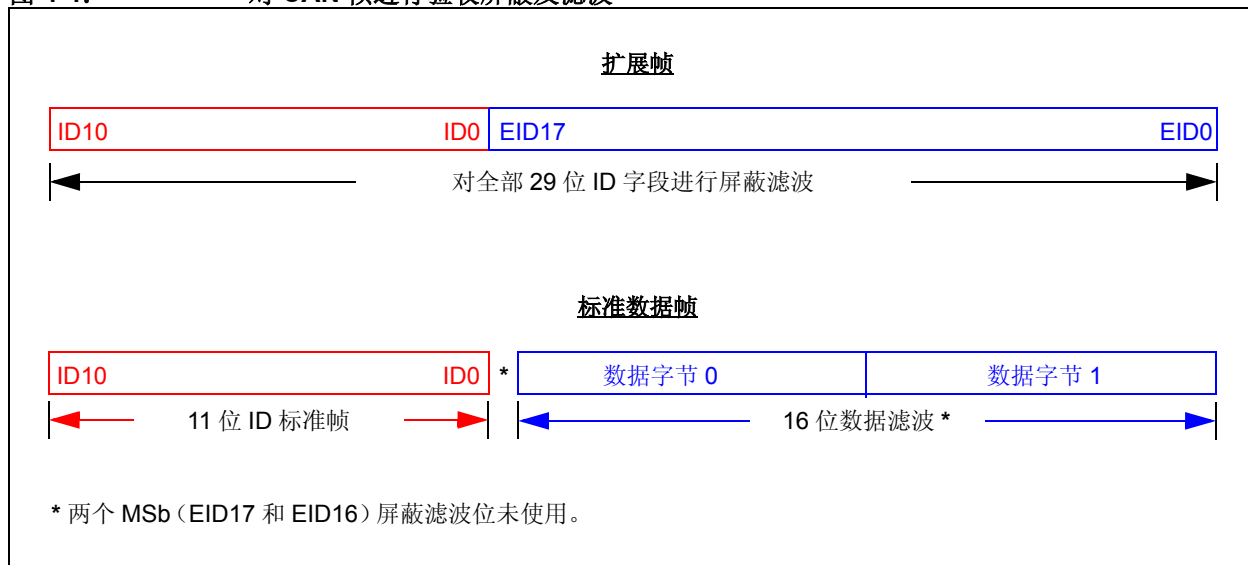 扩展帧
ID10 ID0 EID17 EID0
对全部 29 位 ID 字段进行屏蔽滤波
标准数据帧
ID10 ID0 * 数据字节 0 数据字节 1
11 位 ID 标准帧 16 位数据滤波 *
* 两个 MSb（EID17 和 EID16）屏蔽滤波位未使用。